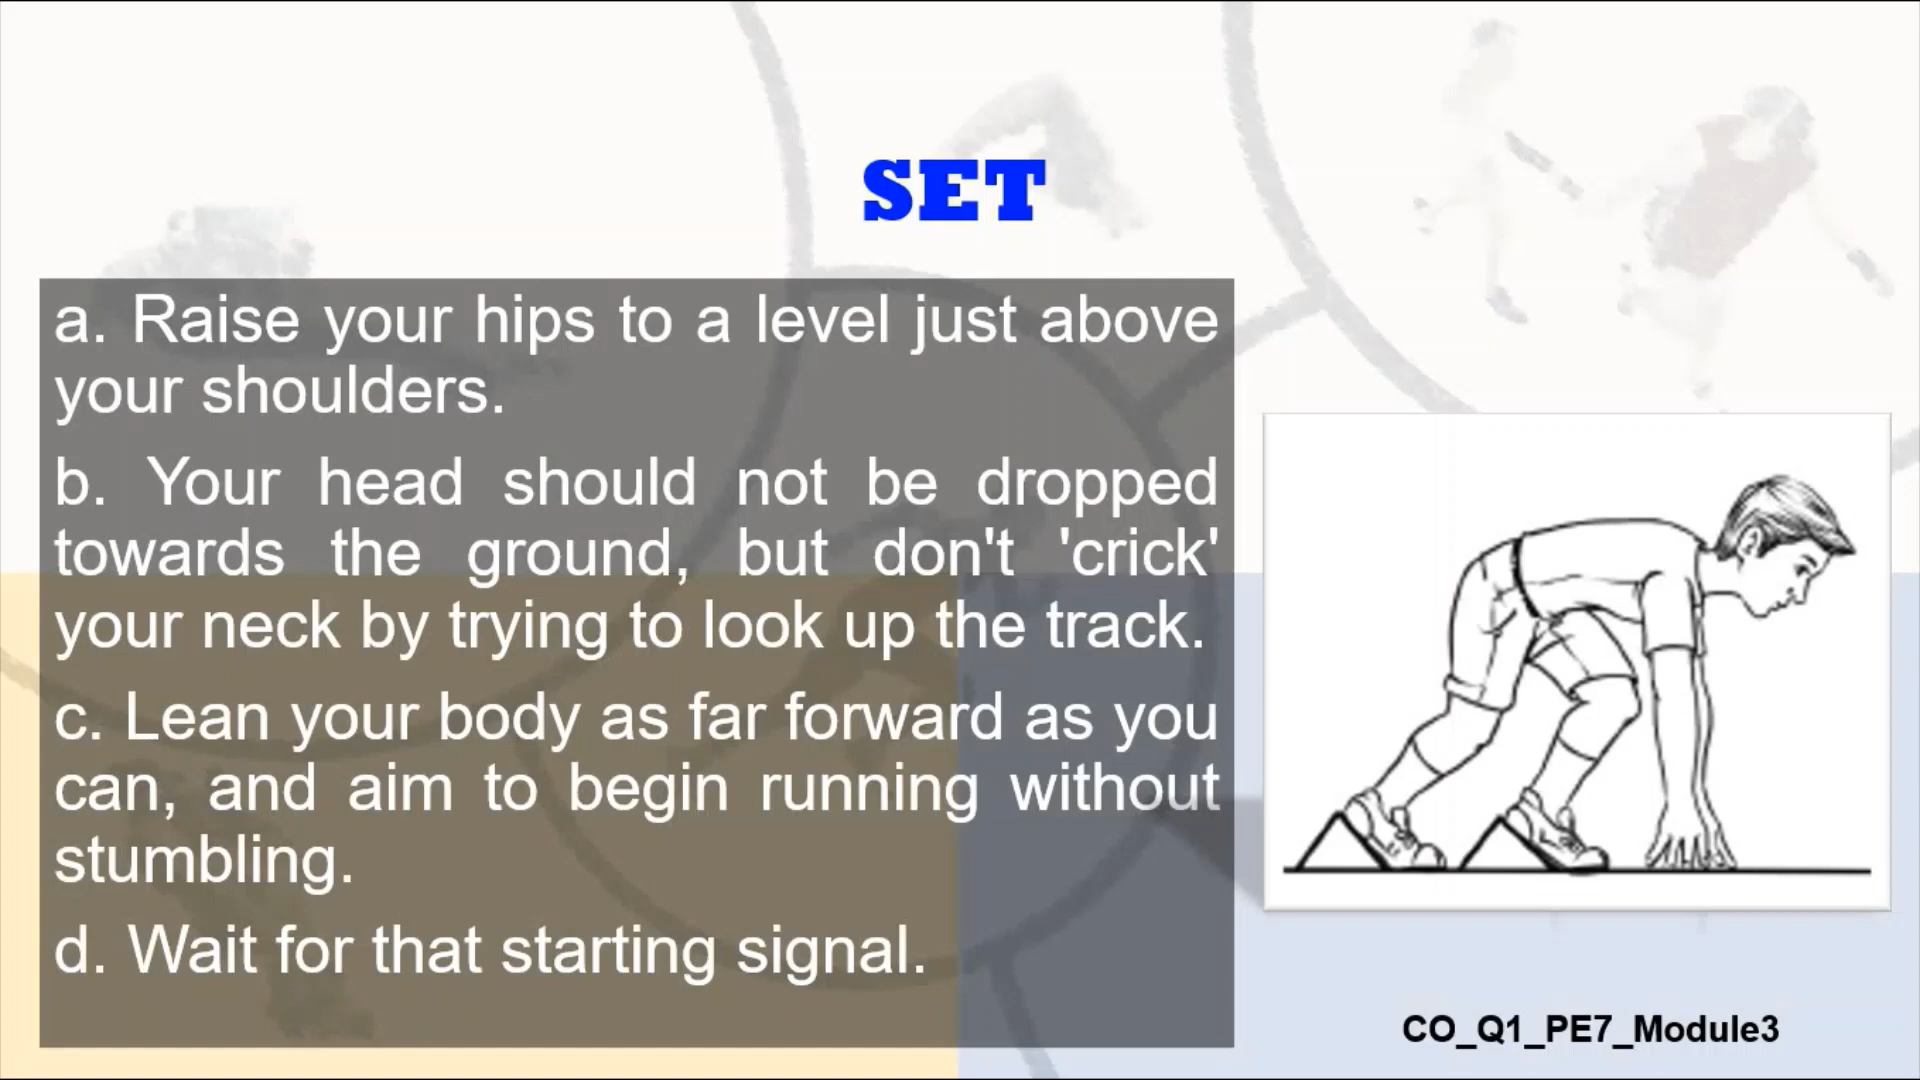 SET
a. Raise your hips to a level just above
your shoulders.
b. Your head should not be dropped
towards the ground, but don't 'crick'
your neck by trying to look up the track.
c. Lean your body as far forward as you
can, and aim to begin running without
stumbling.
d. Wait for that starting signal.
CO_Q1_PE7_Module3